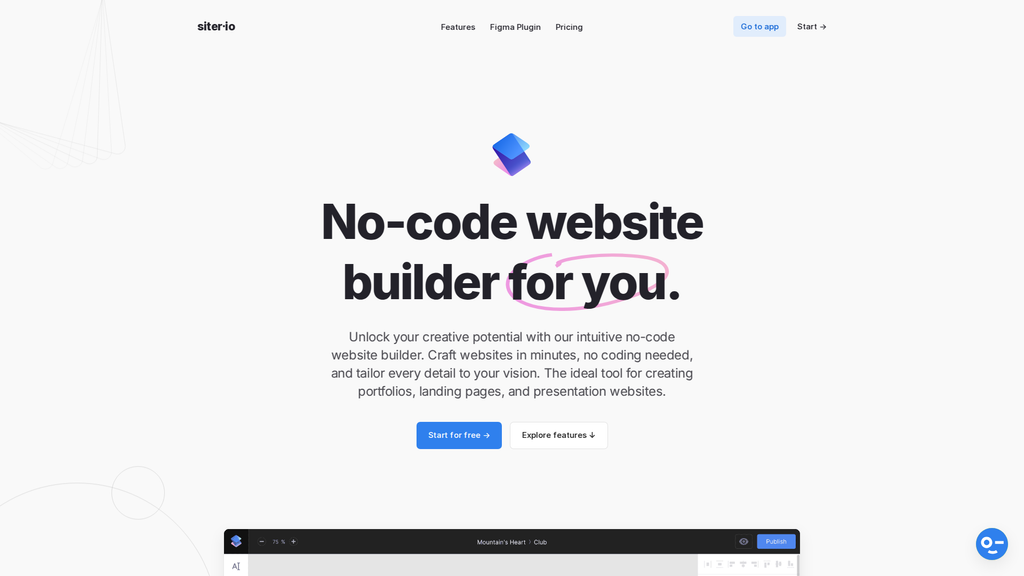 siter·io
Features
Figma Plugin
Pricing
Go to app
Start →
No-code website
builder for you.
Unlock your creative potential with our intuitive no-code
website builder. Craft websites in minutes, no coding needed,
and tailor every detail to your vision. The ideal tool for creating
portfolios, landing pages, and presentation websites.
Start for free →
Explore features ↓
− 75 % +
Mountain's Heart › Club
Publish
A